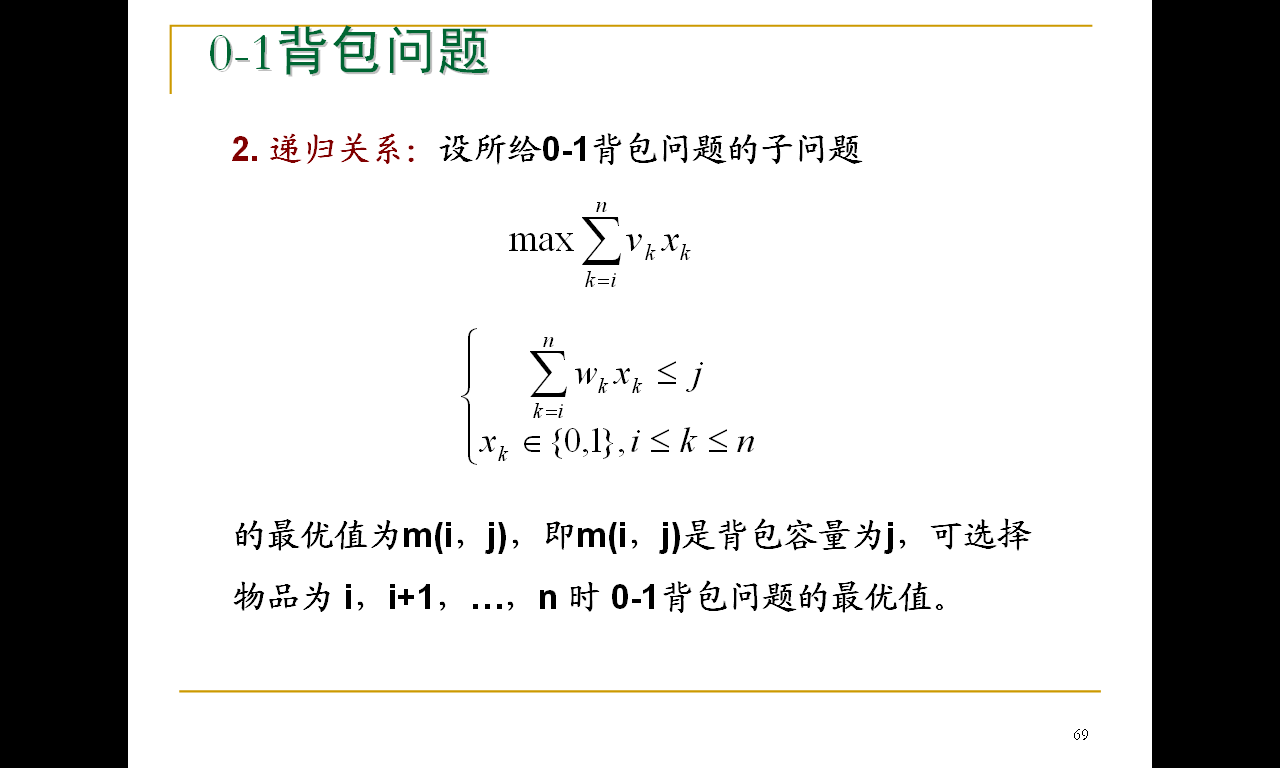 0-1背包问题
2. 递归关系：设所给0-1背包问题的子问题
n
max∑v_k x_k
k=i
n
∑w_k x_k ≤ j
k=i
x_k ∈{0,1},i ≤ k ≤ n
的最优值为m(i，j)，即m(i，j)是背包容量为j，可选择
物品为 i，i+1，…，n 时 0-1背包问题的最优值。
69